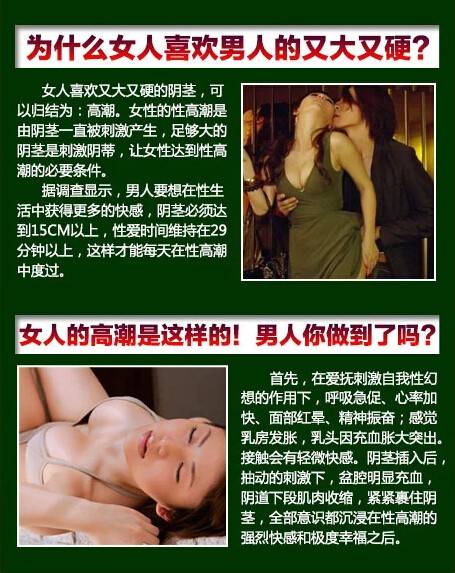 为什么女人喜欢男人的又大又硬?
女人喜欢又大又硬的阴茎，可
以归结为：高潮。女性的性高潮是
由阴茎一直被刺激产生，足够大的
阴茎是刺激阴蒂，让女性达到性高
潮的必要条件。
据调查显示，男人要想在性生
活中获得更多的快感，阴茎必须达
到15CM以上，性爱时间维持在29
分钟以上，这样才能每天在性高潮
中度过。
女人的高潮是这样的！男人你做到了吗?
首先，在爱抚刺激自我性幻
想的作用下，呼吸急促、心率加
快、面部红晕、精神振奋；感觉
乳房发胀，乳头因充血胀大突出。
接触会有轻微快感。阴茎插入后，
抽动的刺激下，盆腔明显充血，
阴道下段肌肉收缩，紧紧裹住阴
茎，全部意识都沉浸在性高潮的
强烈快感和极度幸福之后。